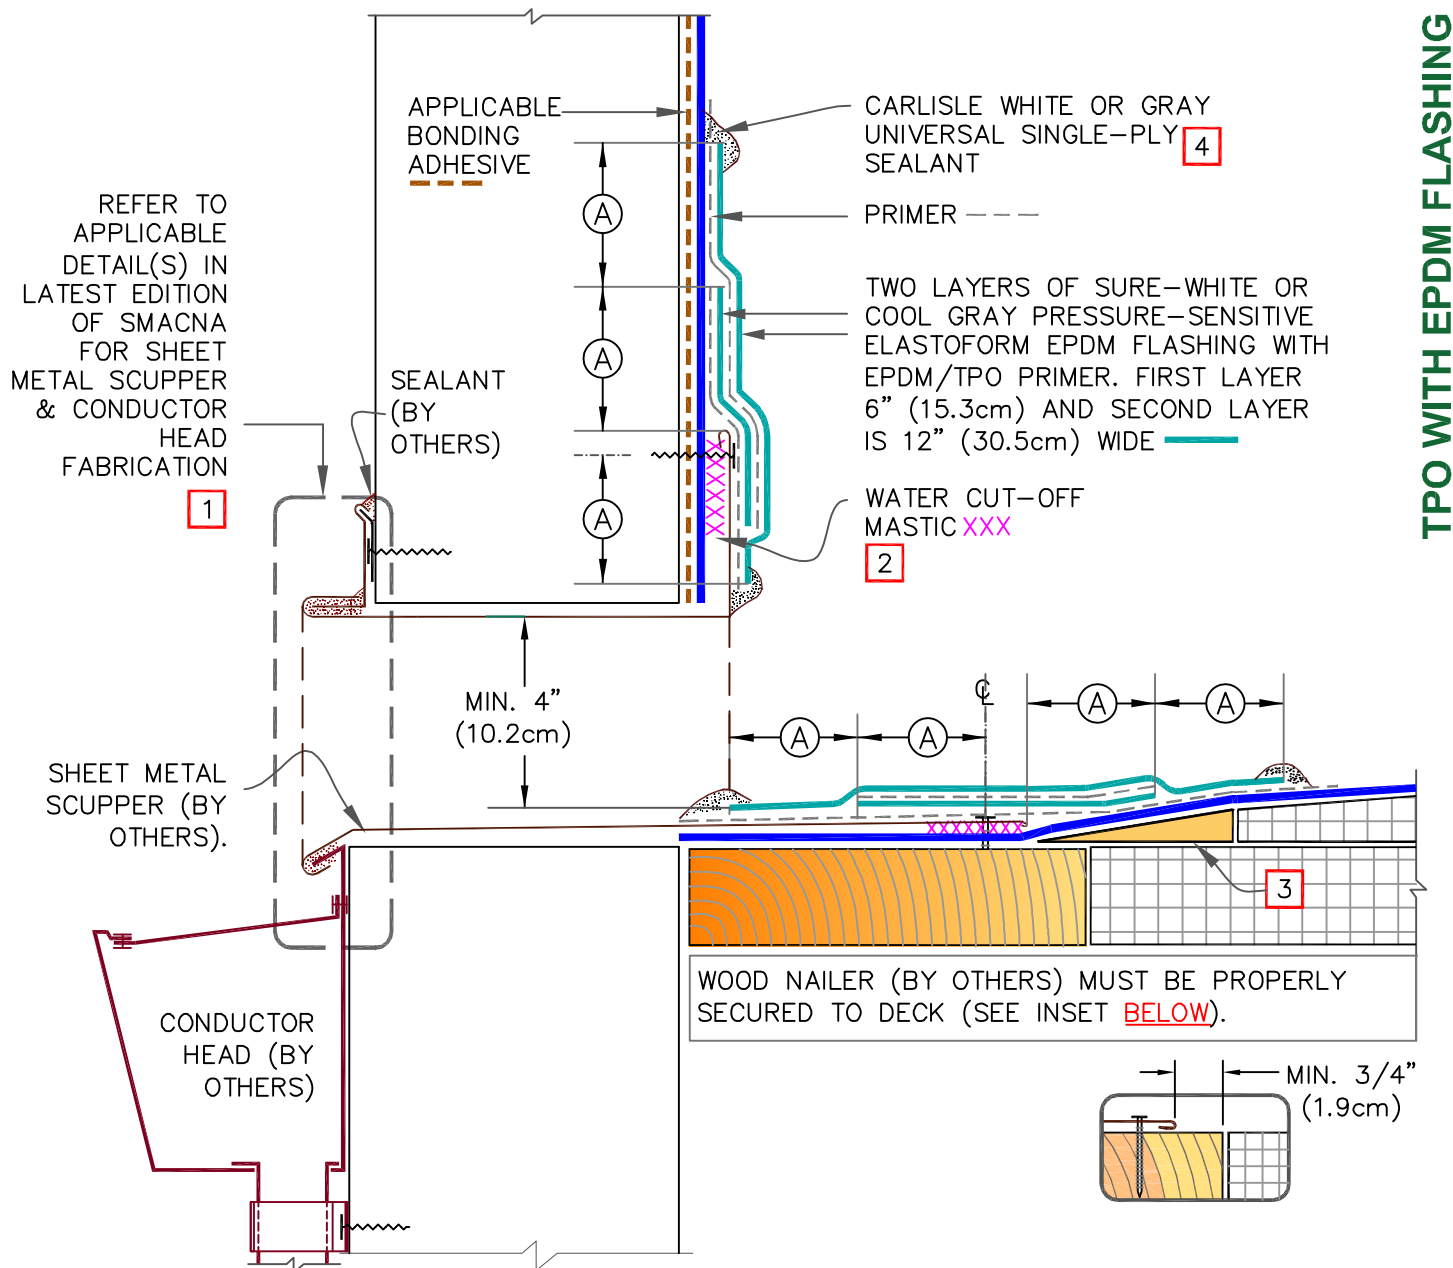 TPO WITH EPDM FLASHING
APPLICABLE
BONDING
ADHESIVE
CARLISLE WHITE OR GRAY
UNIVERSAL SINGLE-PLY
SEALANT
4
PRIMER
REFER TO
APPLICABLE
DETAIL(S) IN
LATEST EDITION
OF SMACNA
FOR SHEET
METAL SCUPPER
& CONDUCTOR
HEAD
FABRICATION
1
SEALANT
(BY
OTHERS)
A
A
A
TWO LAYERS OF SURE-WHITE OR
COOL GRAY PRESSURE-SENSITIVE
ELASTOFORM EPDM FLASHING WITH
EPDM/TPO PRIMER. FIRST LAYER
6" (15.3cm) AND SECOND LAYER
IS 12" (30.5cm) WIDE
WATER CUT-OFF
MASTIC XXX
2
MIN. 4"
(10.2cm)
℄
A
A
A
A
SHEET METAL
SCUPPER (BY
OTHERS).
3
WOOD NAILER (BY OTHERS) MUST BE PROPERLY
SECURED TO DECK (SEE INSET BELOW).
CONDUCTOR
HEAD (BY
OTHERS)
MIN. 3/4"
(1.9cm)